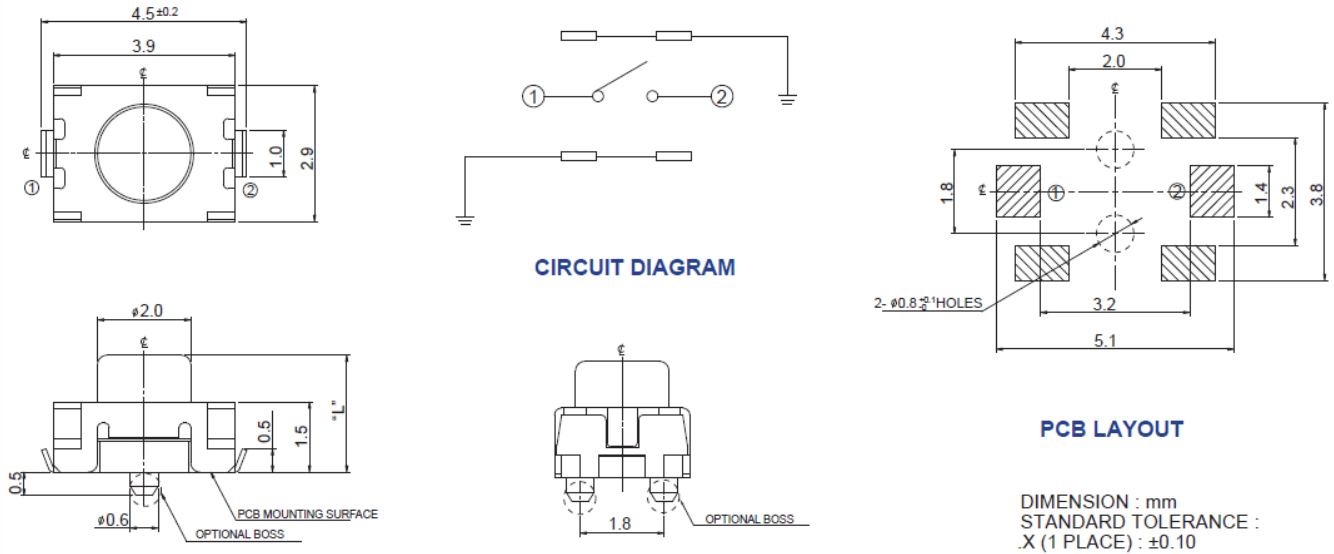 4.5±0.2
3.9
℄
℄
1.0
2.9
①
②
①
②
CIRCUIT DIAGRAM
4.3
2.0
℄
1.8
℄
①
②
1.4
2.3
3.8
2- ø0.8 +0.1 0 HOLES
3.2
5.1
PCB LAYOUT
ø2.0
℄
"L"
0.5
1.5
0.5
ø0.6
PCB MOUNTING SURFACE
OPTIONAL BOSS
℄
1.8
OPTIONAL BOSS
DIMENSION : mm
STANDARD TOLERANCE :
.X (1 PLACE) : ±0.10